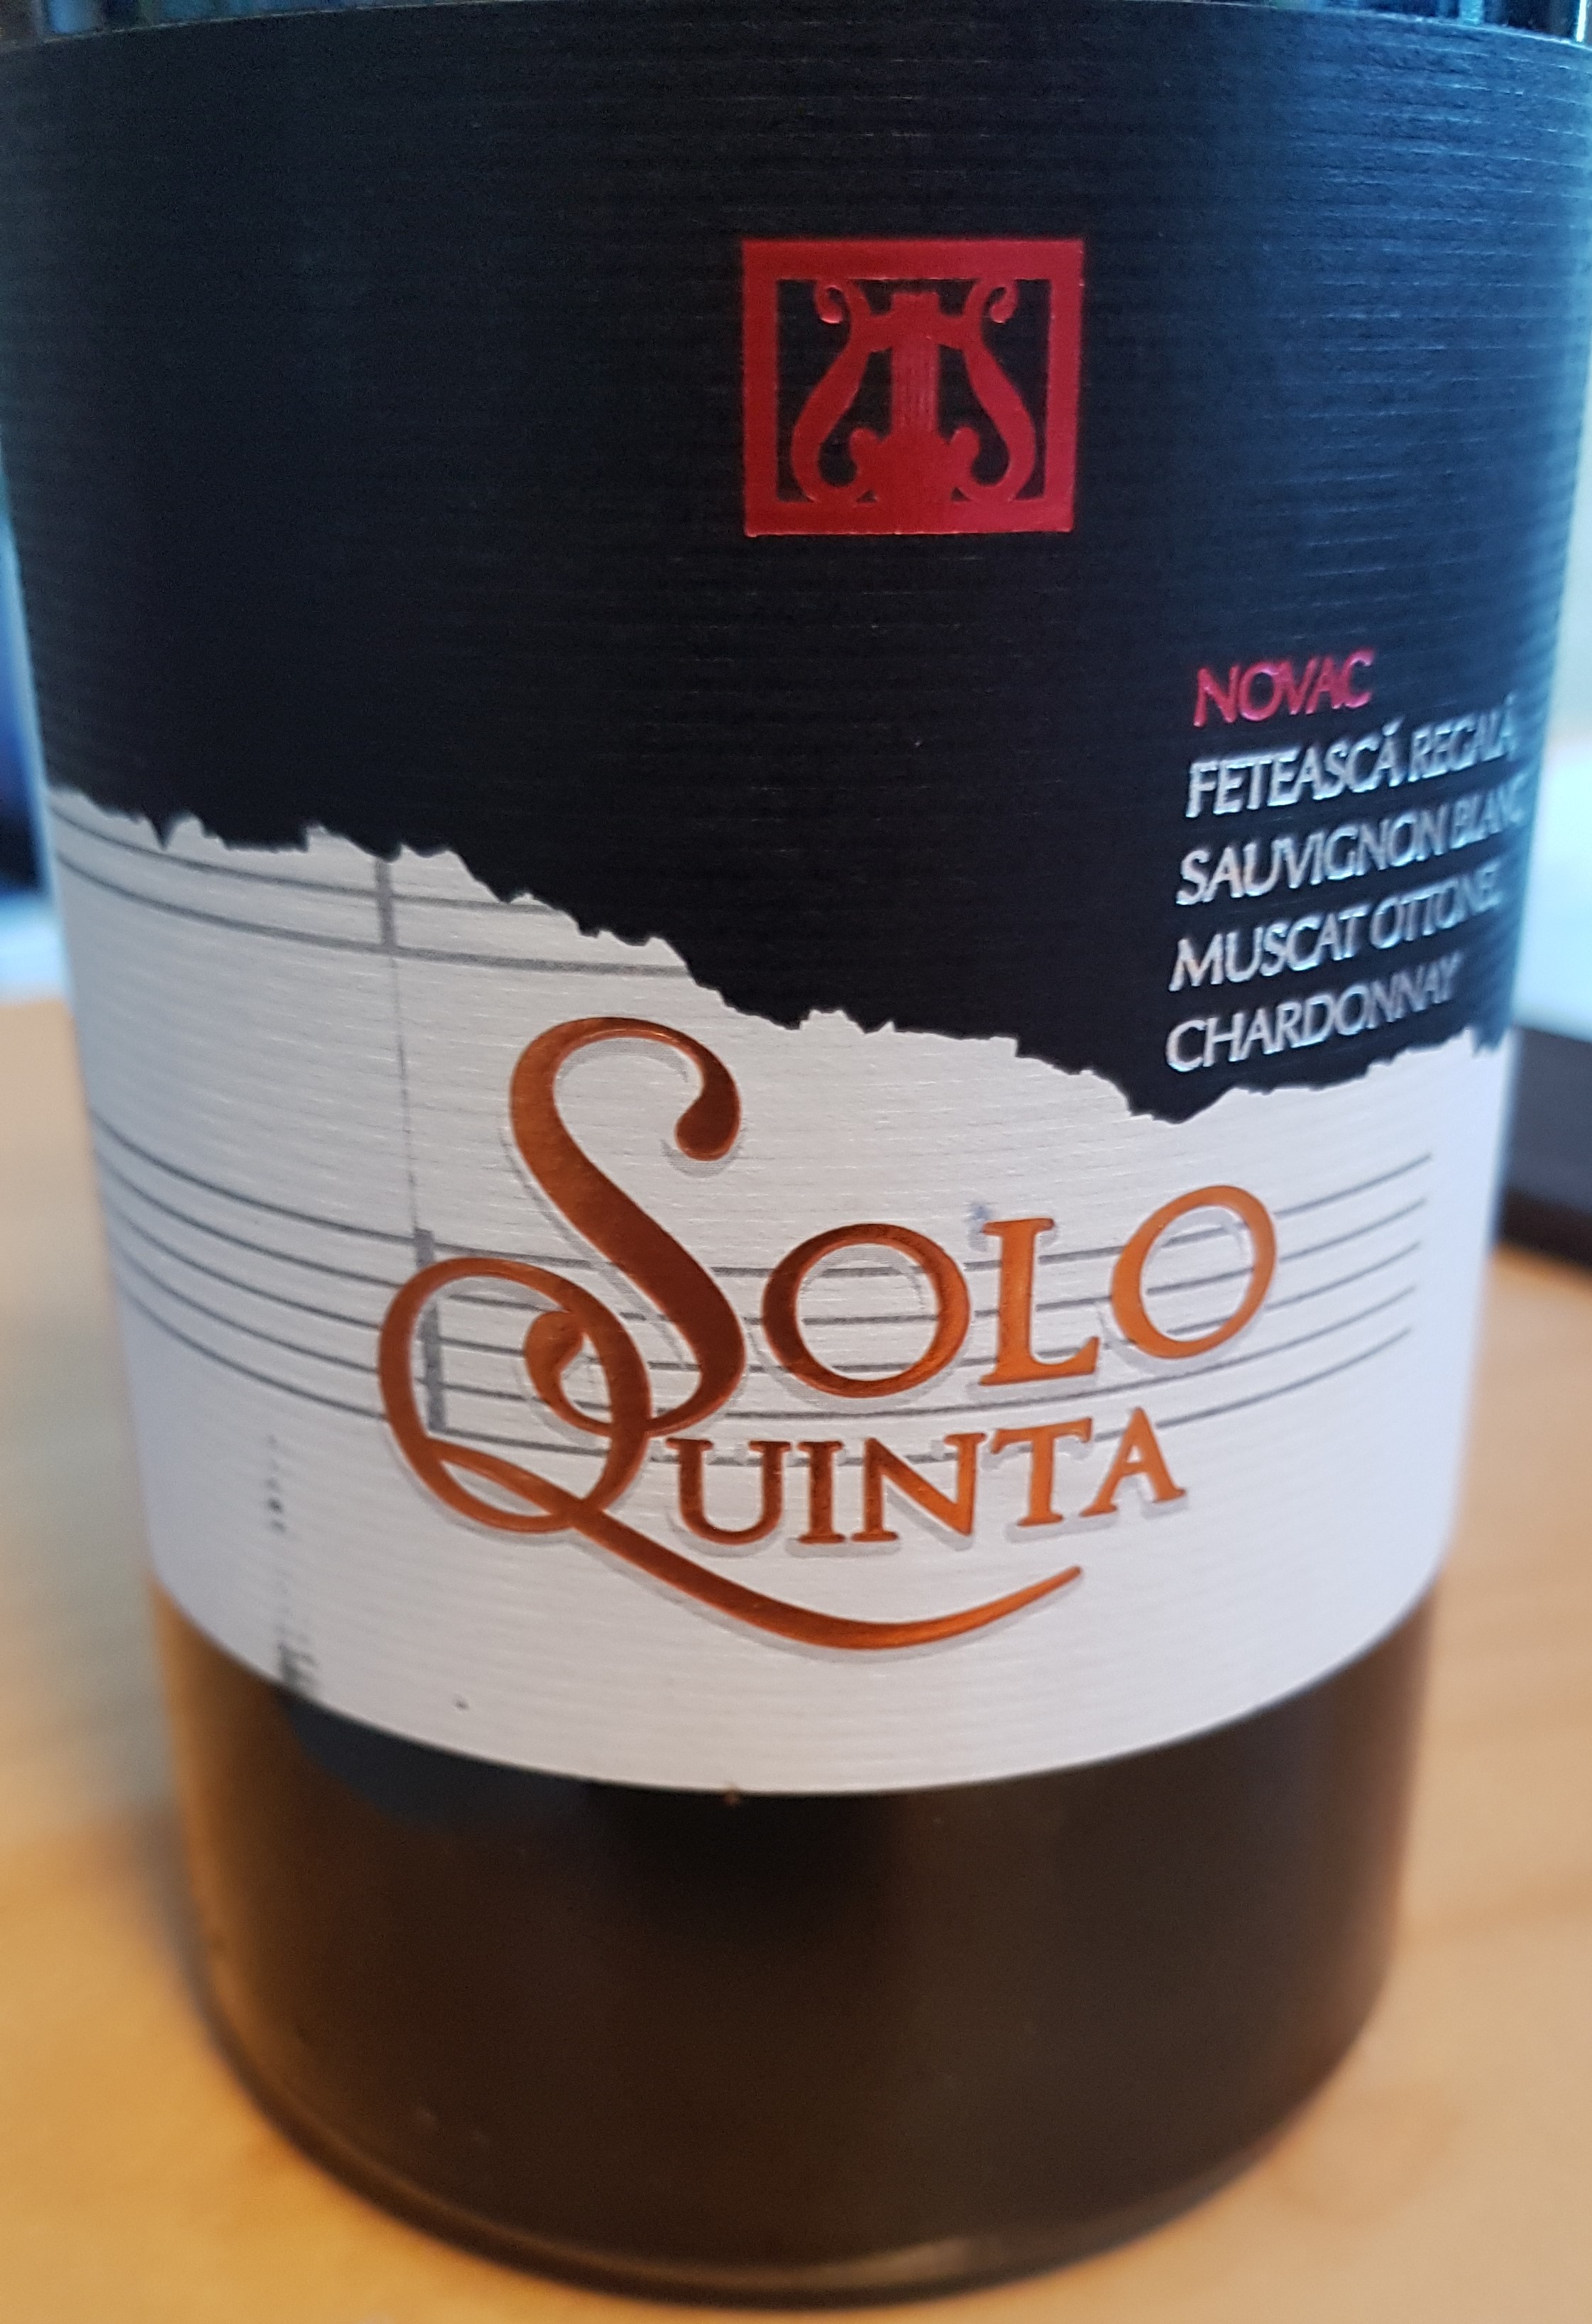 NOVAC
FETEASCĂ REGALĂ
SAUVIGNON BLANC
MUSCAT OTTONEL
CHARDONNAY
SOLO
QUINTA